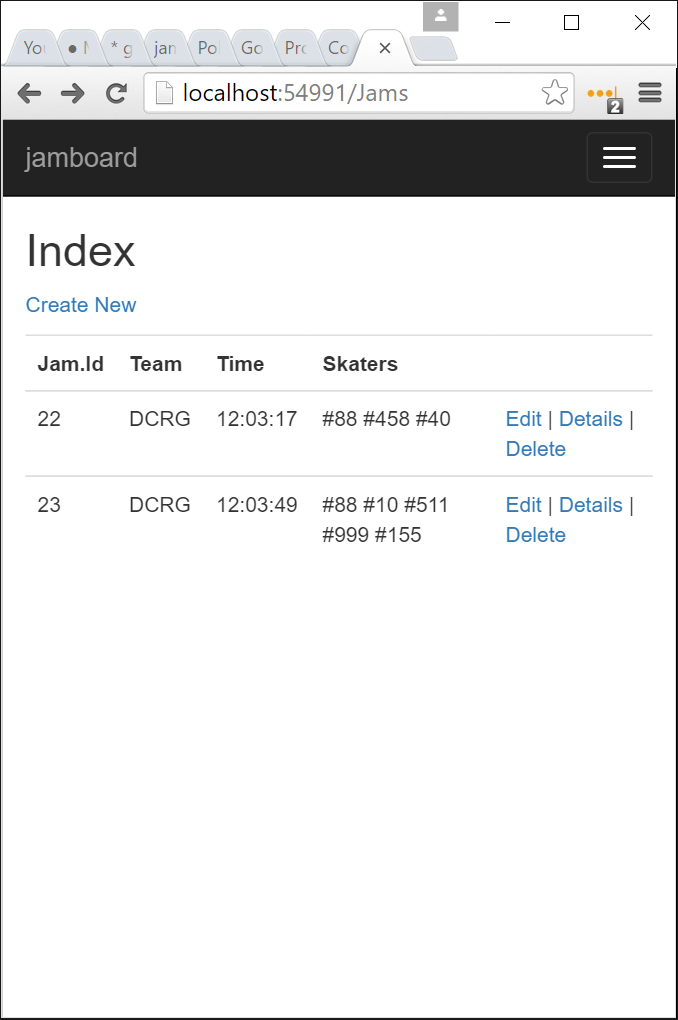 You ● M * g jan Po Go Pro Co
localhost:54991/Jams
2
jamboard
Index
Create New
Jam.Id Team Time Skaters
22 DCRG 12:03:17 #88 #458 #40 Edit | Details |
Delete
23 DCRG 12:03:49 #88 #10 #511 Edit | Details |
#999 #155 Delete